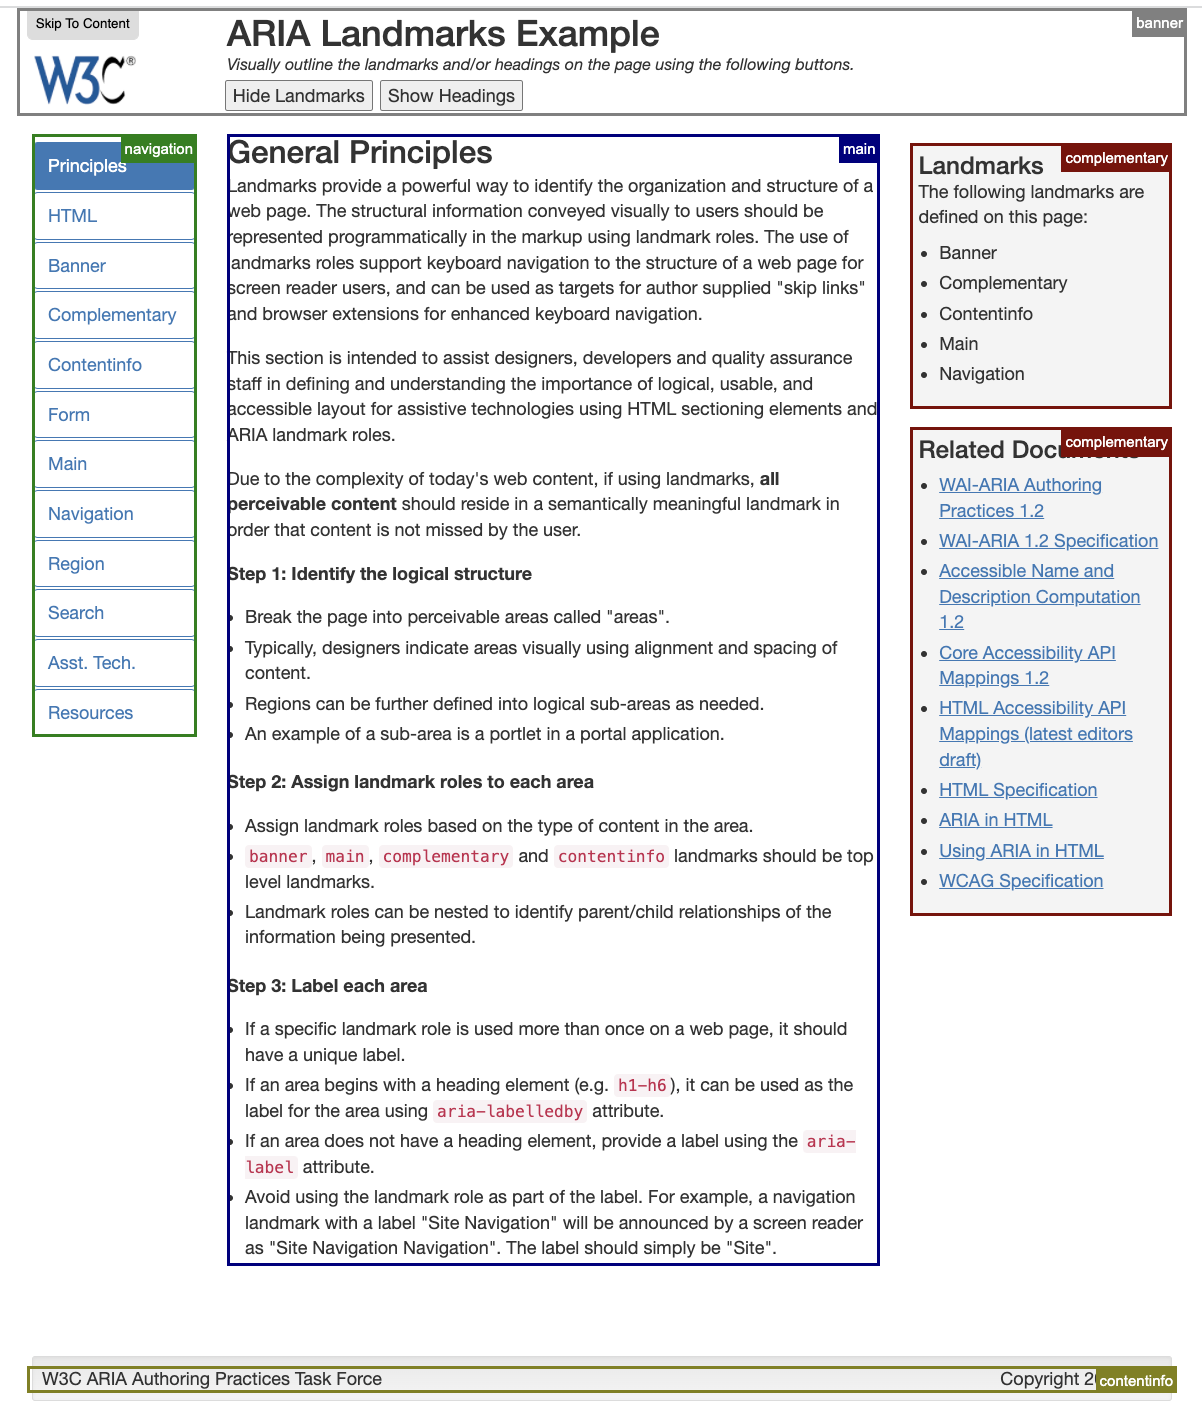 Skip To Content
W3C®
ARIA Landmarks Example
Visually outline the landmarks and/or headings on the page using the following buttons.
Hide Landmarks
Show Headings
banner
navigation
Principles
HTML
Banner
Complementary
Contentinfo
Form
Main
Navigation
Region
Search
Asst. Tech.
Resources
main
General Principles
Landmarks provide a powerful way to identify the organization and structure of a
web page. The structural information conveyed visually to users should be
represented programmatically in the markup using landmark roles. The use of
landmarks roles support keyboard navigation to the structure of a web page for
screen reader users, and can be used as targets for author supplied "skip links"
and browser extensions for enhanced keyboard navigation.
This section is intended to assist designers, developers and quality assurance
staff in defining and understanding the importance of logical, usable, and
accessible layout for assistive technologies using HTML sectioning elements and
ARIA landmark roles.
Due to the complexity of today's web content, if using landmarks, all
perceivable content should reside in a semantically meaningful landmark in
order that content is not missed by the user.
Step 1: Identify the logical structure
• Break the page into perceivable areas called "areas".
• Typically, designers indicate areas visually using alignment and spacing of
content.
• Regions can be further defined into logical sub-areas as needed.
• An example of a sub-area is a portlet in a portal application.
Step 2: Assign landmark roles to each area
• Assign landmark roles based on the type of content in the area.
• banner, main, complementary and contentinfo landmarks should be top
level landmarks.
• Landmark roles can be nested to identify parent/child relationships of the
information being presented.
Step 3: Label each area
• If a specific landmark role is used more than once on a web page, it should
have a unique label.
• If an area begins with a heading element (e.g. h1-h6), it can be used as the
label for the area using aria-labelledby attribute.
• If an area does not have a heading element, provide a label using the aria-
label attribute.
• Avoid using the landmark role as part of the label. For example, a navigation
landmark with a label "Site Navigation" will be announced by a screen reader
as "Site Navigation Navigation". The label should simply be "Site".
complementary
Landmarks
The following landmarks are
defined on this page:
• Banner
• Complementary
• Contentinfo
• Main
• Navigation
complementary
Related Documents
• WAI-ARIA Authoring
Practices 1.2
• WAI-ARIA 1.2 Specification
• Accessible Name and
Description Computation
1.2
• Core Accessibility API
Mappings 1.2
• HTML Accessibility API
Mappings (latest editors
draft)
• HTML Specification
• ARIA in HTML
• Using ARIA in HTML
• WCAG Specification
W3C ARIA Authoring Practices Task Force
Copyright
contentinfo